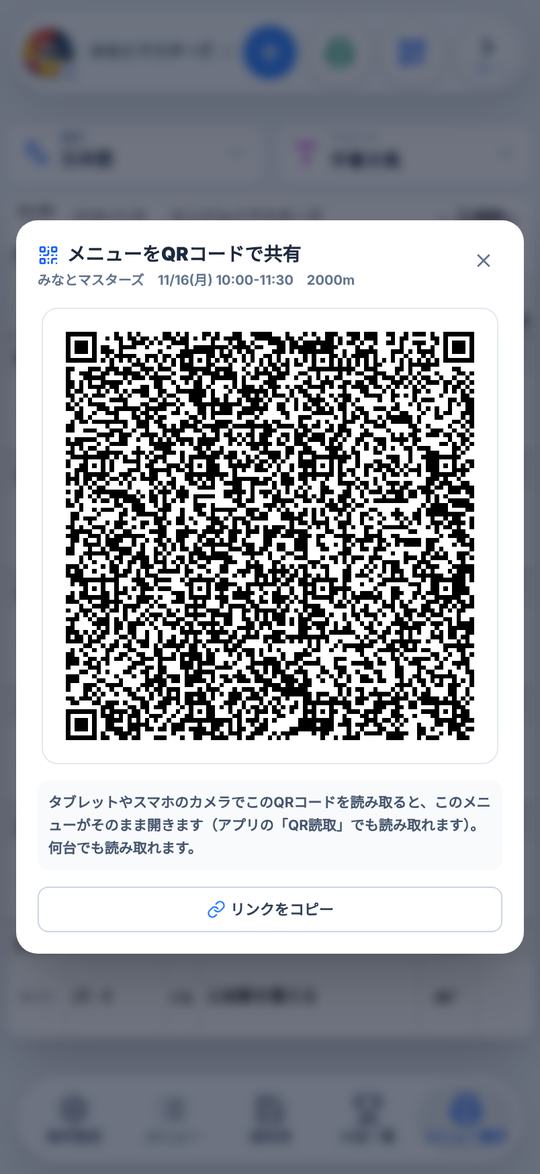 メニューをQRコードで共有
みなとマスターズ 11/16(月) 10:00-11:30 2000m
タブレットやスマホのカメラでこのQRコードを読み取ると、このメニ
ューがそのまま開きます（アプリの「QR読取」でも読み取れます）。
何台でも読み取れます。
リンクをコピー